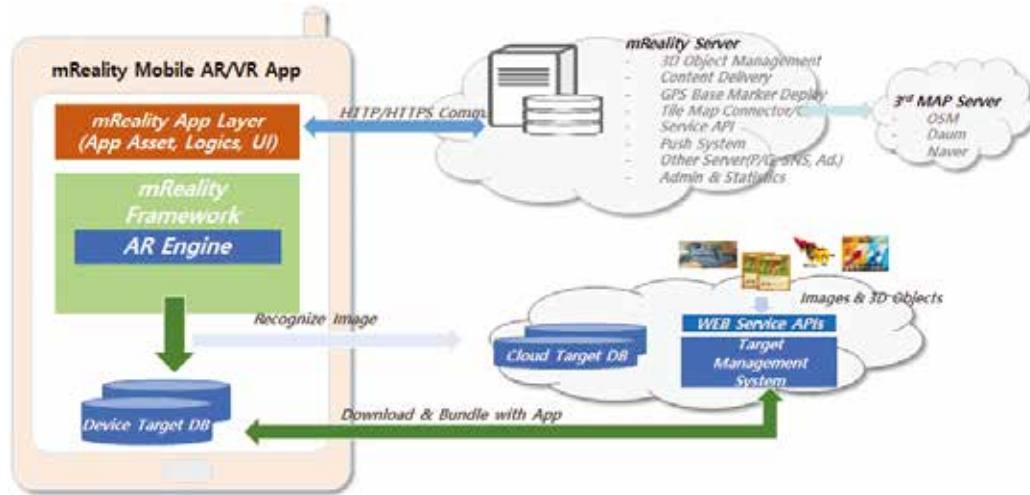 mReality Mobile AR/VR App
mReality App Layer
(App Asset, Logics, UI)
mReality
Framework
AR Engine
Recognize Image
Device Target DB
Download & Bundle with App
HTTP/HTTPS Comm.
mReality Server
- 3D Object Management
- Content Delivery
- GPS Base Marker Deploy
- Tile Map Connector/C
- Service API
- Push System
- Other Server(P/G, SNS, Ad.)
- Admin & Statistics
3rd MAP Server
- OSM
- Daum
- Naver
Images & 3D Objects
Cloud Target DB
WEB Service APIs
Target
Management
System